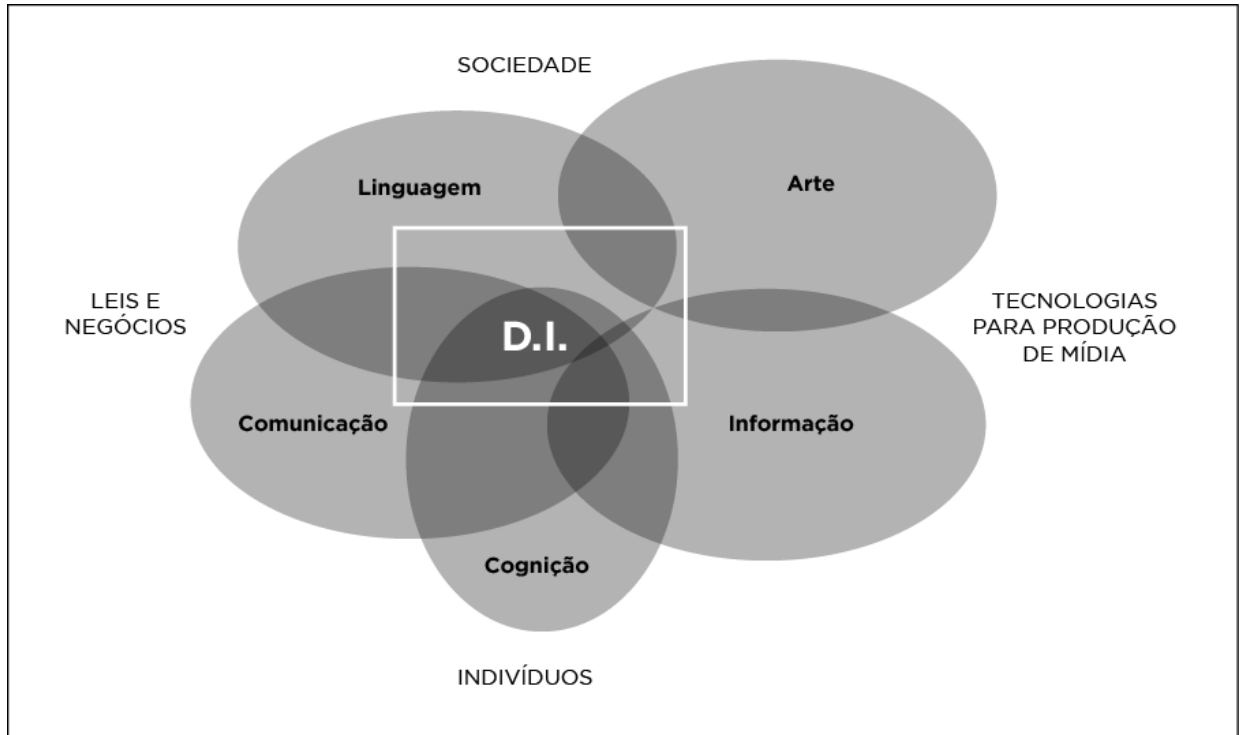 SOCIEDADE
Linguagem
Arte
LEIS E
NEGÓCIOS
D.I.
TECNOLOGIAS
PARA PRODUÇÃO
DE MÍDIA
Comunicação
Informação
Cognição
INDIVÍDUOS